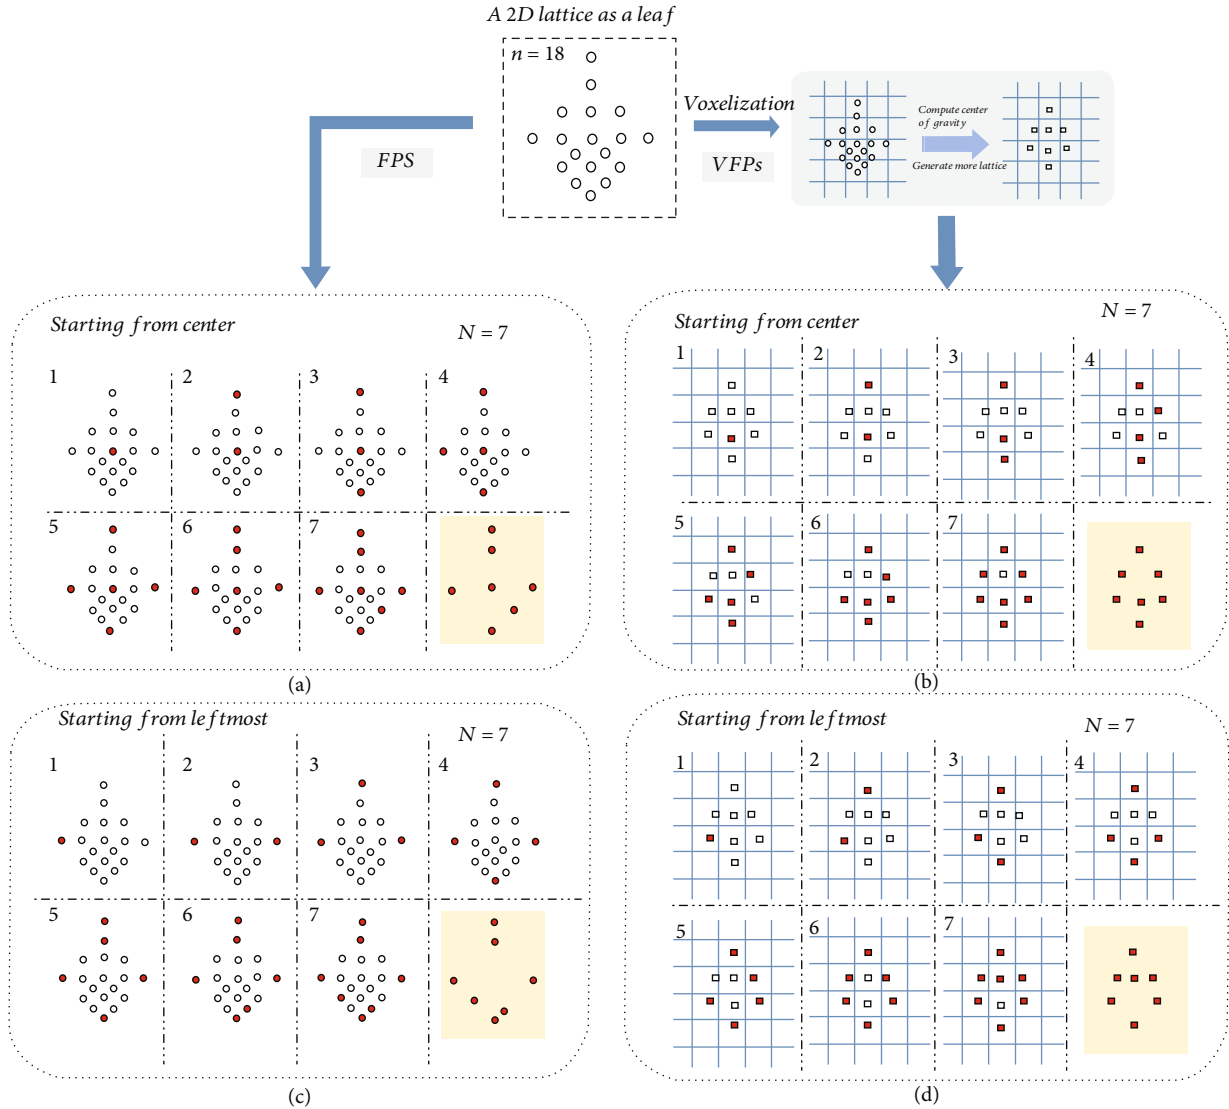 A 2D lattice as a leaf
n = 18
FPS
Voxelization
VFPs
Compute center
of gravity
Generate more lattice
Starting from center
N = 7
1
2
3
4
5
6
7
(a)
Starting from center
N = 7
1
2
3
4
5
6
7
(b)
Starting from leftmost
N = 7
1
2
3
4
5
6
7
(c)
Starting from leftmost
N = 7
1
2
3
4
5
6
7
(d)